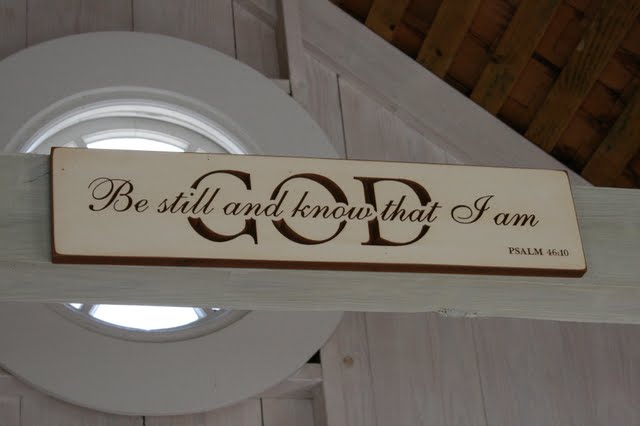 Be still and know that I am
GOD
PSALM 46:10